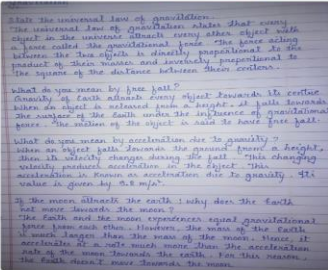 State the universal law of gravitation.
The universal law of gravitation states that every
object in the universe attracts every other object with
a force called the gravitational force. The force acting
between the two objects is directly proportional to the
product of their masses and inversely proportional to
the square of the distance between their centers.
What do you mean by free fall?
Gravity of Earth attracts every object towards its centre
when an object is released from a height, it falls towards
the surface of the Earth under the influence of gravitational
force. The motion of the object is said to have free fall.
What do you mean by acceleration due to gravity?
When an object falls towards the ground from a height,
then its velocity changes during the fall. This changing
velocity produces acceleration in the object. This
acceleration is known as acceleration due to gravity. Its
value is given by 9.8 m/s².
If the moon attracts the earth, why does the Earth
not move towards the moon?
The Earth and the moon experiences equal gravitational
force from each other. However, the mass of the Earth
is much larger than the mass of the moon. Hence it
accelerates at a rate much more than the acceleration
rate of the moon towards the earth. For this reason,
the Earth doesn't move towards the moon.